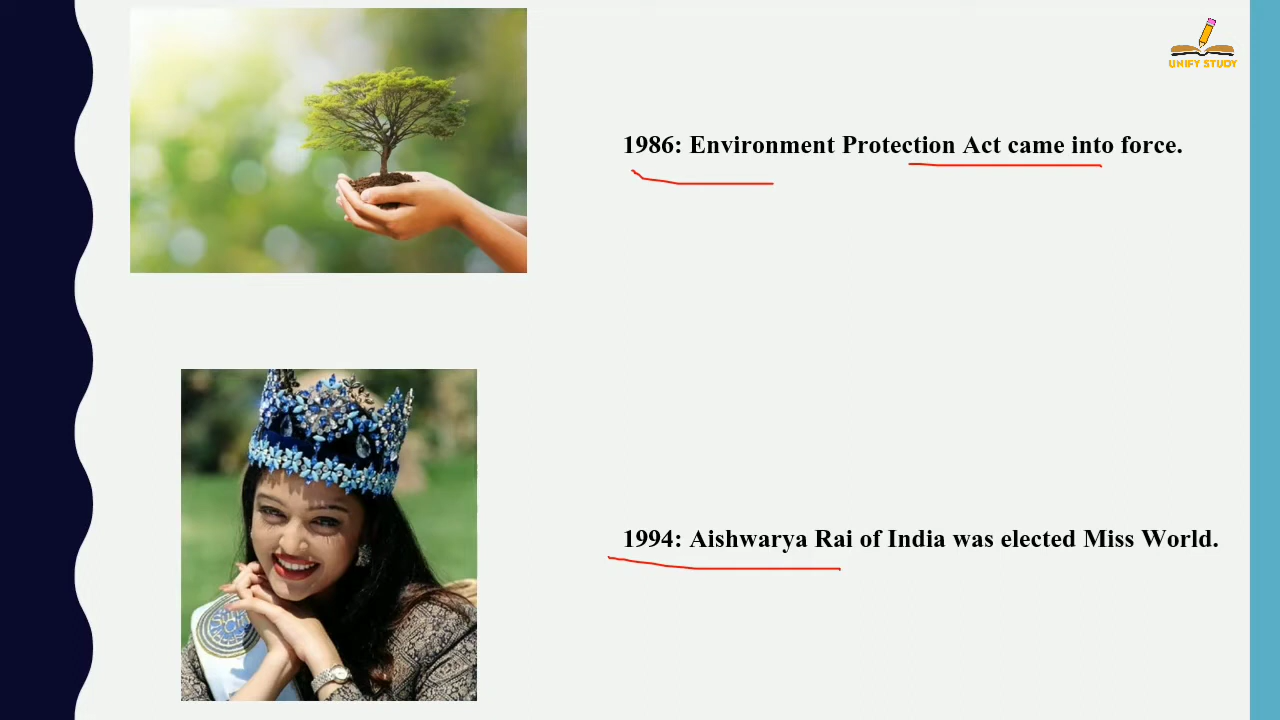 UNIFY STUDY
1986: Environment Protection Act came into force.
1994: Aishwarya Rai of India was elected Miss World.